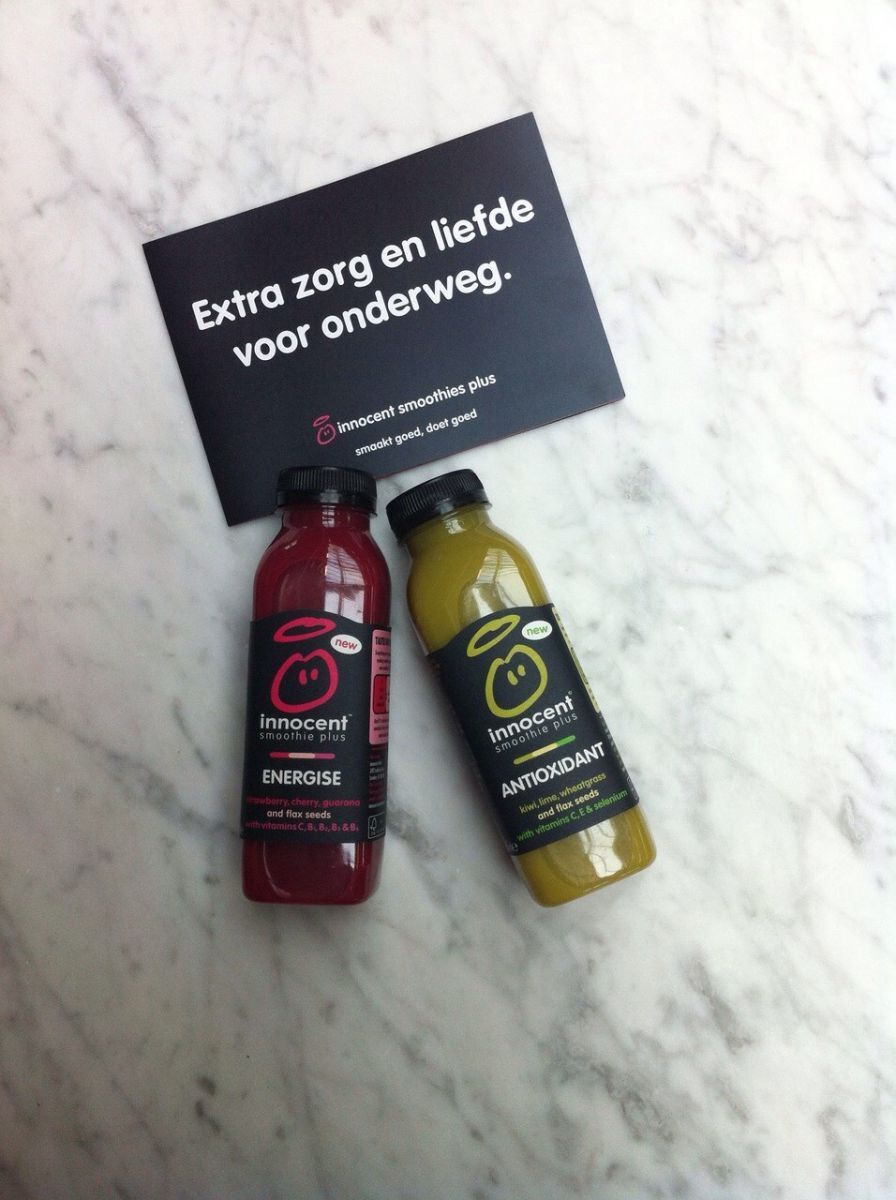 Extra zorg en liefde
voor onderweg.
innocent smoothies plus
smaakt goed, doet goed
new
innocent™
smoothie plus
ENERGISE
strawberry, cherry, guarana
and flax seeds
with vitamins C, B₁, B₂, B₃ & B₆
new
innocent®
smoothie plus
ANTIOXIDANT
kiwi, lime, wheatgrass
and flax seeds
with vitamins C, E & selenium